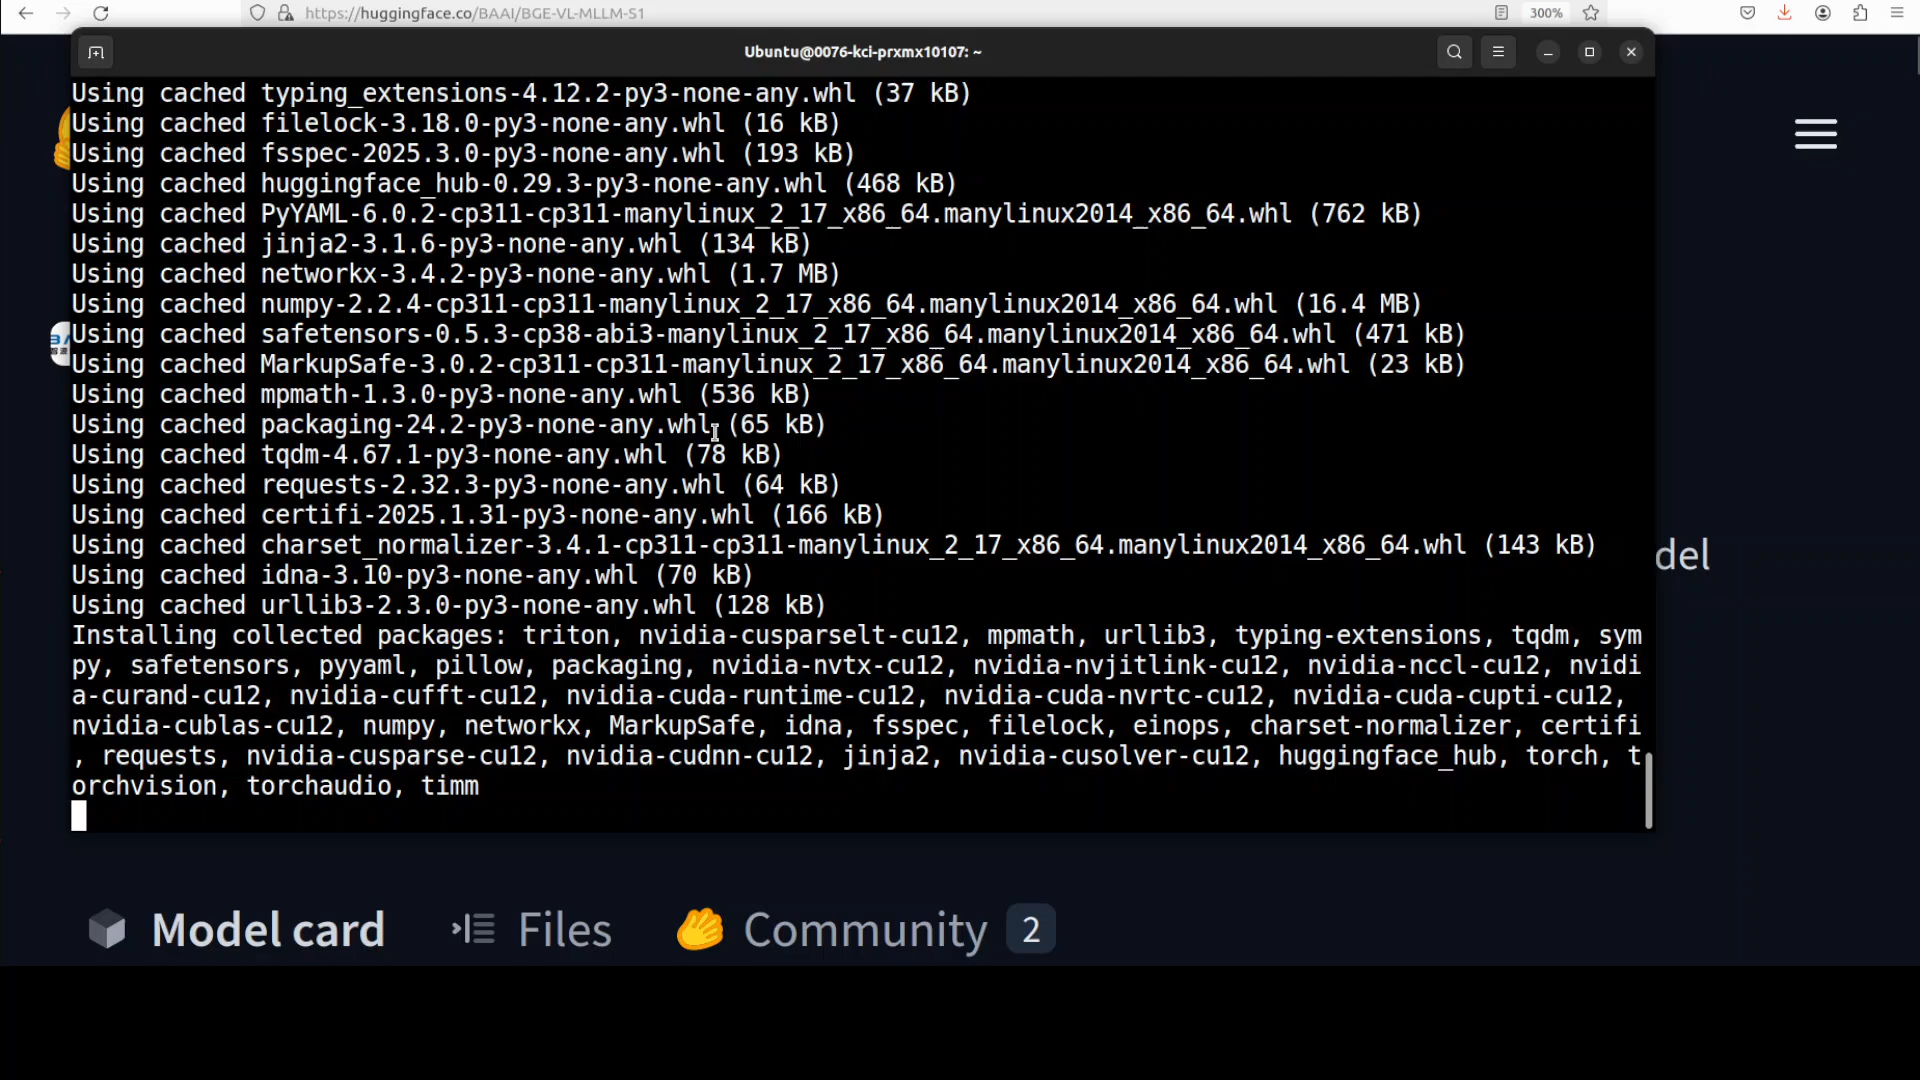 https://huggingface.co/BAAI/BGE-VL-MLLM-S1
300%
Ubuntu@0076-kci-prxmx10107: ~
Using cached typing_extensions-4.12.2-py3-none-any.whl (37 kB)
Using cached filelock-3.18.0-py3-none-any.whl (16 kB)
Using cached fsspec-2025.3.0-py3-none-any.whl (193 kB)
Using cached huggingface_hub-0.29.3-py3-none-any.whl (468 kB)
Using cached PyYAML-6.0.2-cp311-cp311-manylinux_2_17_x86_64.manylinux2014_x86_64.whl (762 kB)
Using cached jinja2-3.1.6-py3-none-any.whl (134 kB)
Using cached networkx-3.4.2-py3-none-any.whl (1.7 MB)
Using cached numpy-2.2.4-cp311-cp311-manylinux_2_17_x86_64.manylinux2014_x86_64.whl (16.4 MB)
Using cached safetensors-0.5.3-cp38-abi3-manylinux_2_17_x86_64.manylinux2014_x86_64.whl (471 kB)
Using cached MarkupSafe-3.0.2-cp311-cp311-manylinux_2_17_x86_64.manylinux2014_x86_64.whl (23 kB)
Using cached mpmath-1.3.0-py3-none-any.whl (536 kB)
Using cached packaging-24.2-py3-none-any.whl (65 kB)
Using cached tqdm-4.67.1-py3-none-any.whl (78 kB)
Using cached requests-2.32.3-py3-none-any.whl (64 kB)
Using cached certifi-2025.1.31-py3-none-any.whl (166 kB)
Using cached charset_normalizer-3.4.1-cp311-cp311-manylinux_2_17_x86_64.manylinux2014_x86_64.whl (143 kB)
del
Using cached idna-3.10-py3-none-any.whl (70 kB)
Using cached urllib3-2.3.0-py3-none-any.whl (128 kB)
Installing collected packages: triton, nvidia-cusparselt-cu12, mpmath, urllib3, typing-extensions, tqdm, sym
py, safetensors, pyyaml, pillow, packaging, nvidia-nvtx-cu12, nvidia-nvjitlink-cu12, nvidia-nccl-cu12, nvidi
a-curand-cu12, nvidia-cufft-cu12, nvidia-cuda-runtime-cu12, nvidia-cuda-nvrtc-cu12, nvidia-cuda-cupti-cu12,
nvidia-cublas-cu12, numpy, networkx, MarkupSafe, idna, fsspec, filelock, einops, charset-normalizer, certifi
, requests, nvidia-cusparse-cu12, nvidia-cudnn-cu12, jinja2, nvidia-cusolver-cu12, huggingface_hub, torch, t
orchvision, torchaudio, timm
Model card
Files
Community 2